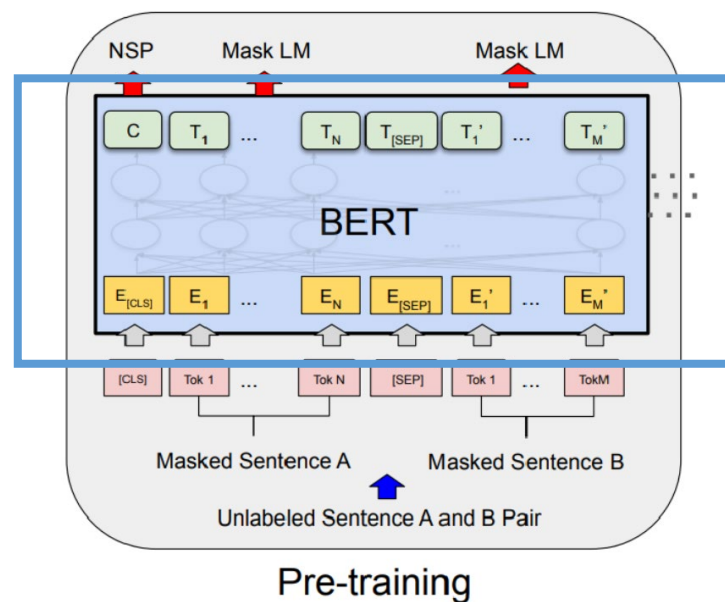 NSP Mask LM Mask LM
C T1 ... TN T[SEP] T1' ... TM'
...
BERT
...
E[CLS] E1 ... EN E[SEP] E1' ... EM'
[CLS] Tok 1 ... Tok N [SEP] Tok 1 ... TokM
Masked Sentence A Masked Sentence B
Unlabeled Sentence A and B Pair
Pre-training